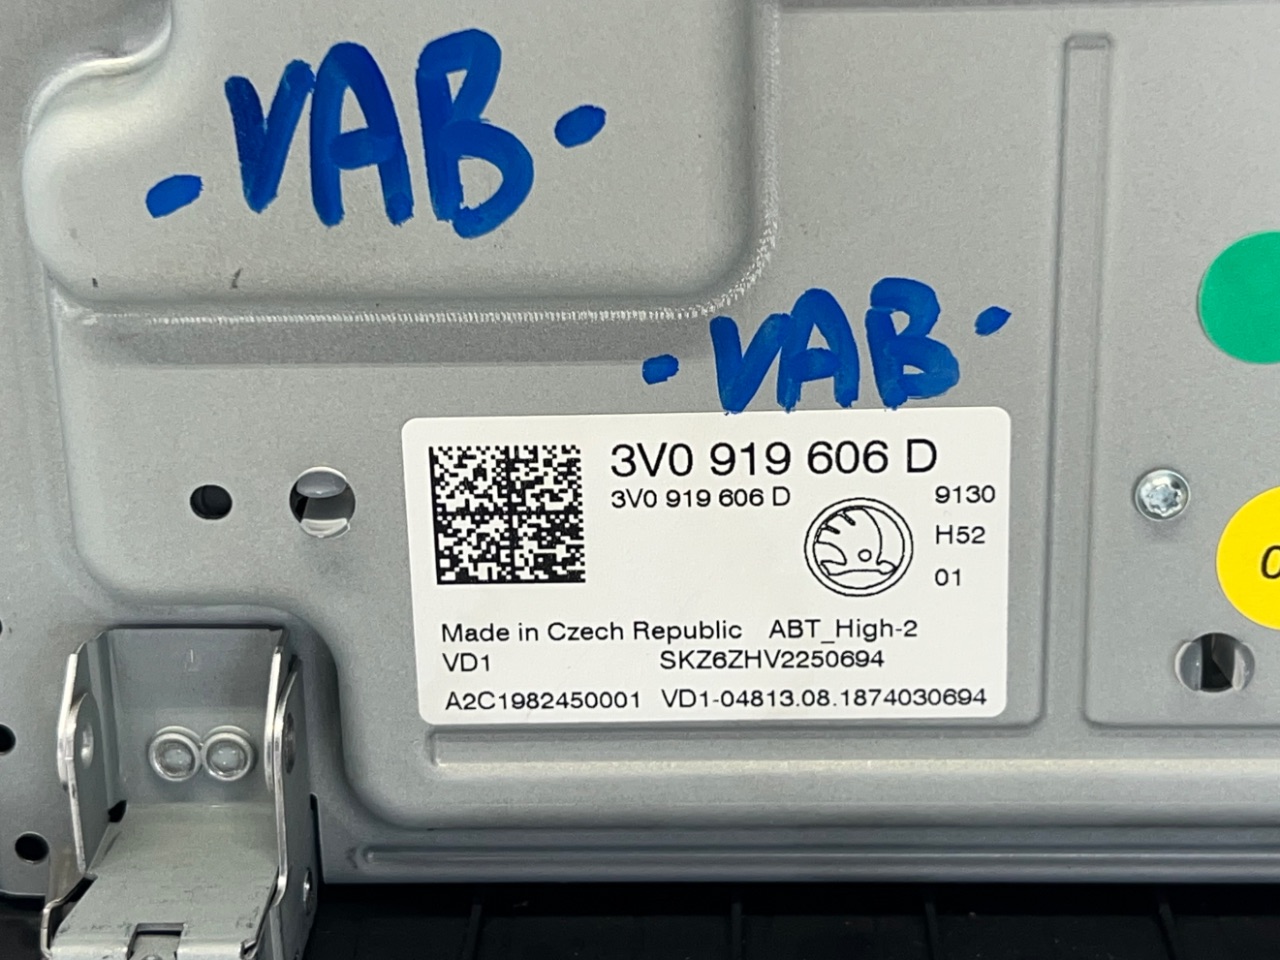 ·VAB·
·VAB·
3V0 919 606 D
3V0 919 606 D
9130
H52
01
Made in Czech Republic ABT_High-2
VD1 SKZ6ZHV2250694
A2C1982450001 VD1-04813.08.1874030694
0